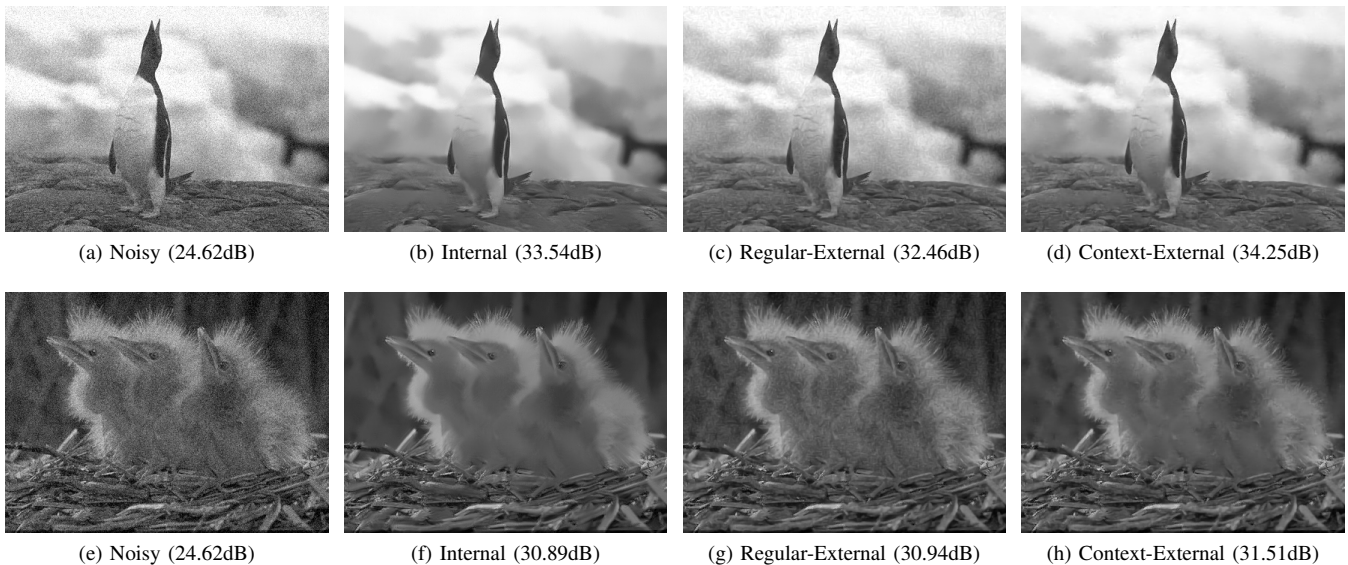 (a) Noisy (24.62dB)
(b) Internal (33.54dB)
(c) Regular-External (32.46dB)
(d) Context-External (34.25dB)
(e) Noisy (24.62dB)
(f) Internal (30.89dB)
(g) Regular-External (30.94dB)
(h) Context-External (31.51dB)